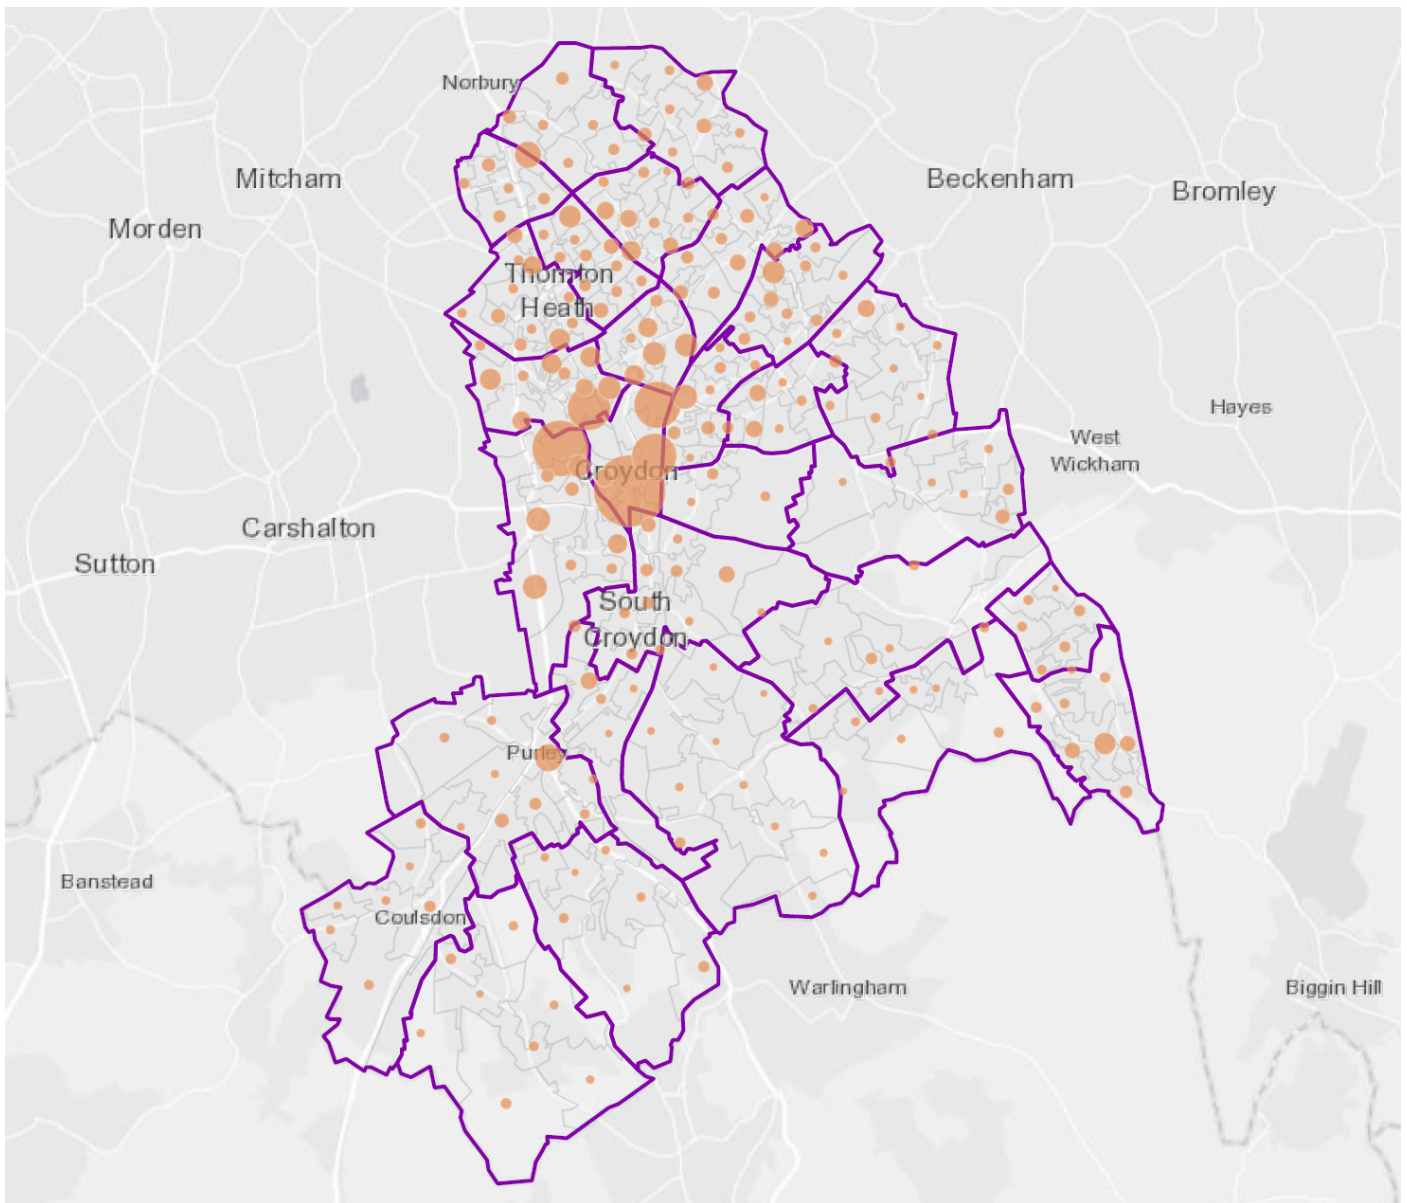 Norbury
Mitcham
Beckenham
Bromley
Morden
Thornton
Heath
Hayes
West
Wickham
Croydon
Carshalton
Sutton
South
Croydon
Purley
Banstead
Coulsdon
Warlingham
Biggin Hill